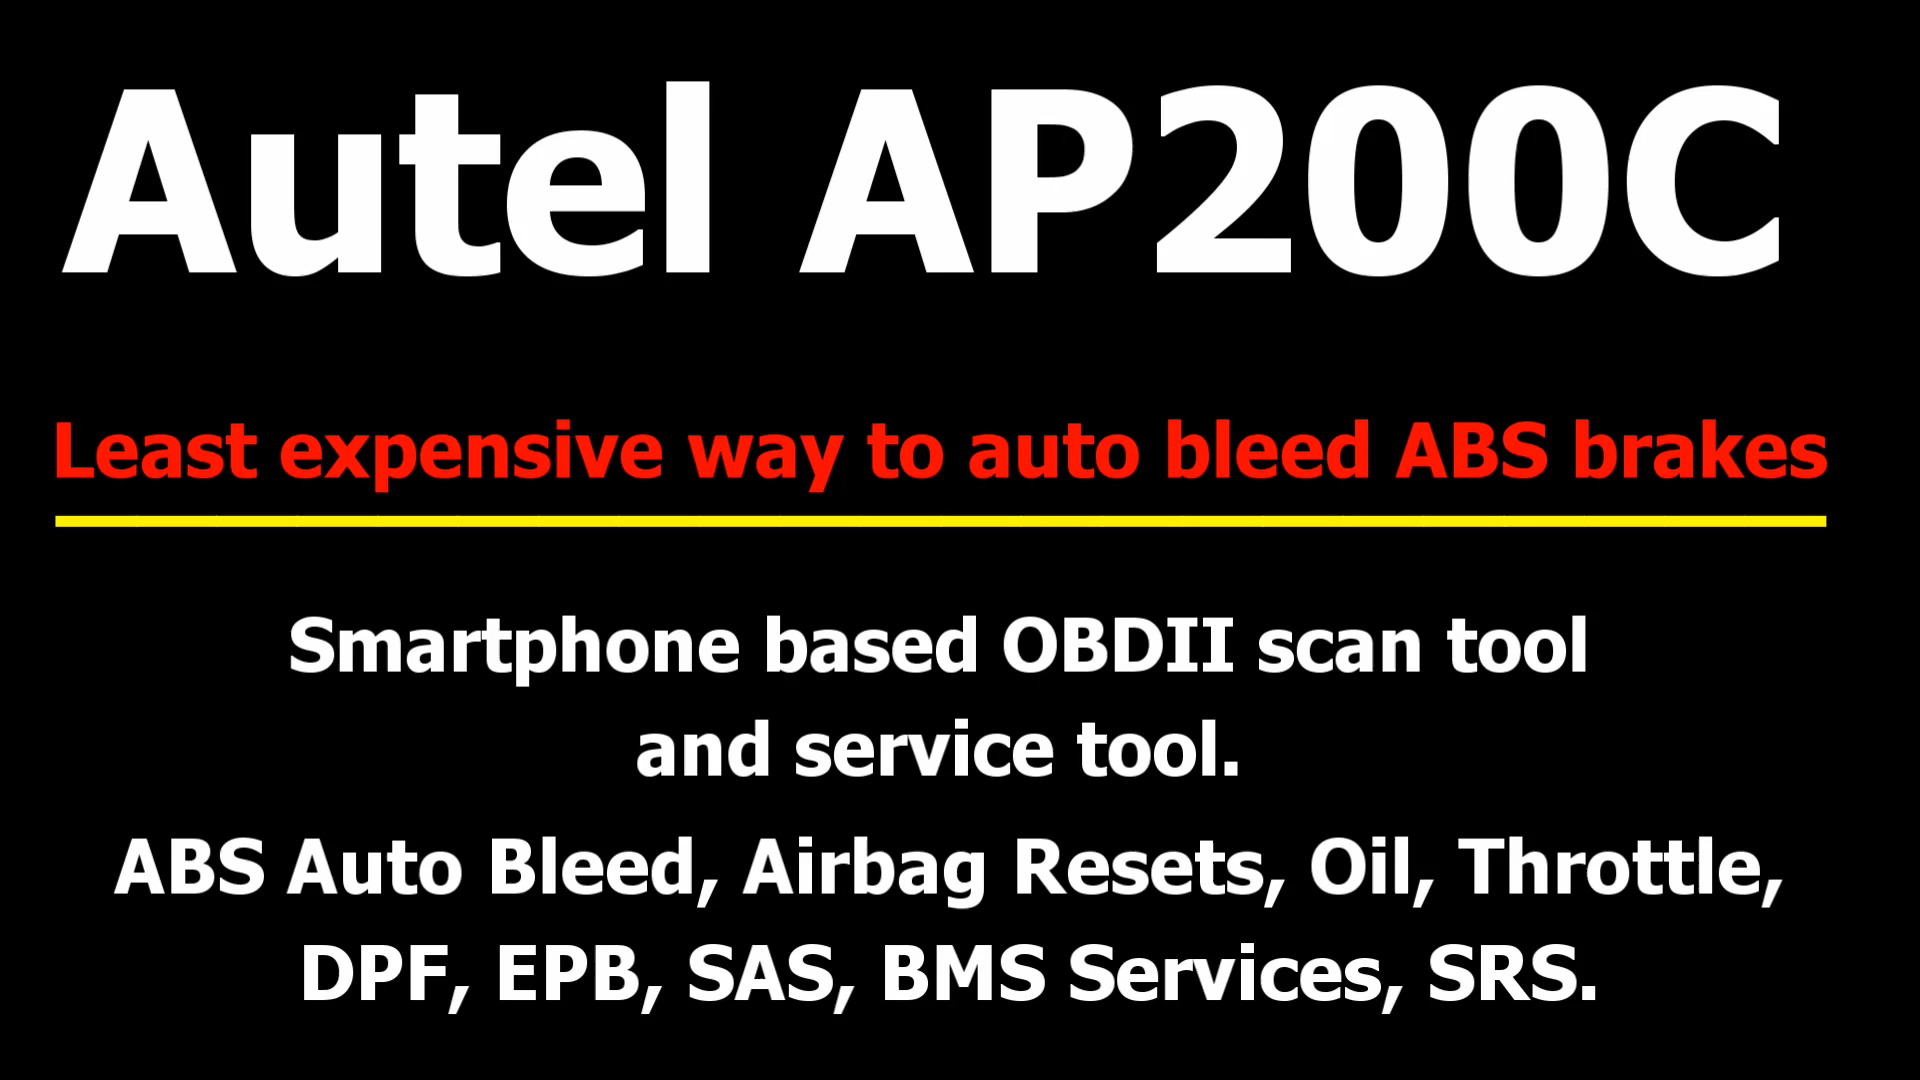 Autel AP200C
Least expensive way to auto bleed ABS brakes
Smartphone based OBDII scan tool
and service tool.
ABS Auto Bleed, Airbag Resets, Oil, Throttle,
DPF, EPB, SAS, BMS Services, SRS.